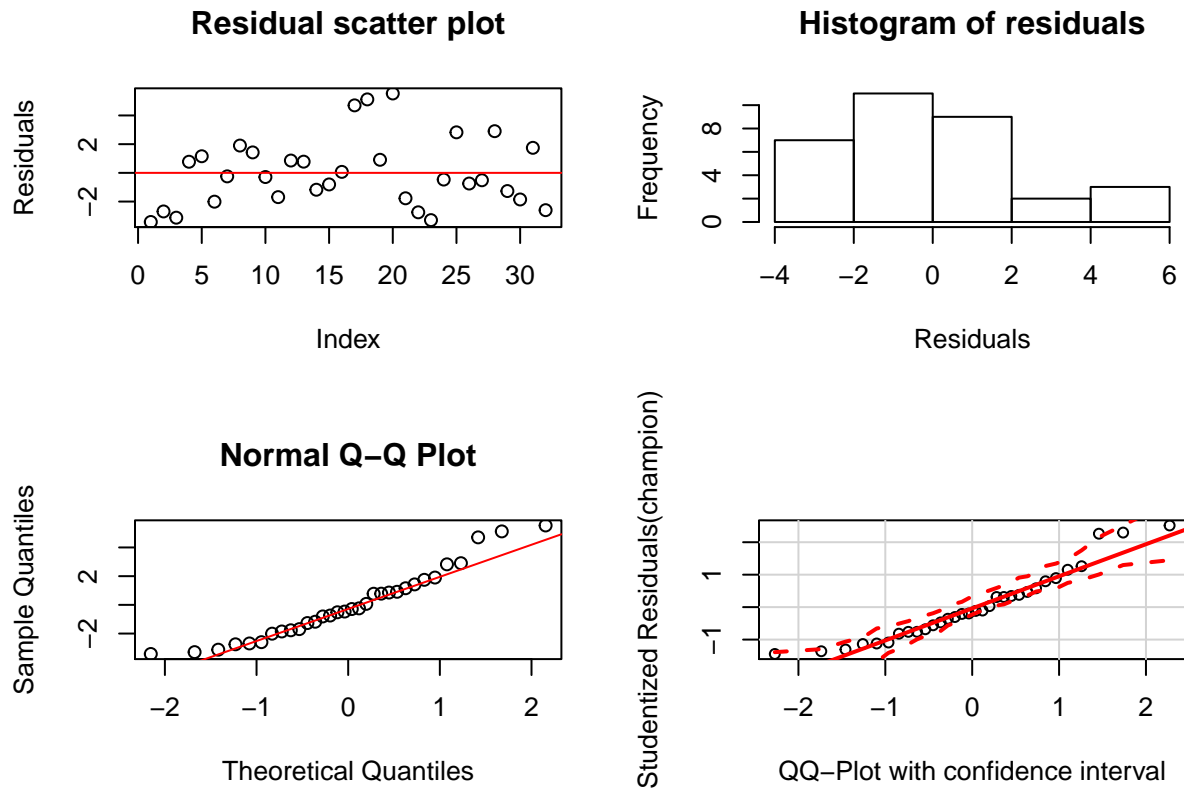 Residual scatter plot
Residuals
−2
2
0
5
10
15
20
25
30
Index
Histogram of residuals
Frequency
0
4
8
−4
−2
0
2
4
6
Residuals
Normal Q−Q Plot
Sample Quantiles
−2
2
−2
−1
0
1
2
Theoretical Quantiles
Studentized Residuals(champion)
−1
1
−2
−1
0
1
2
QQ−Plot with confidence interval